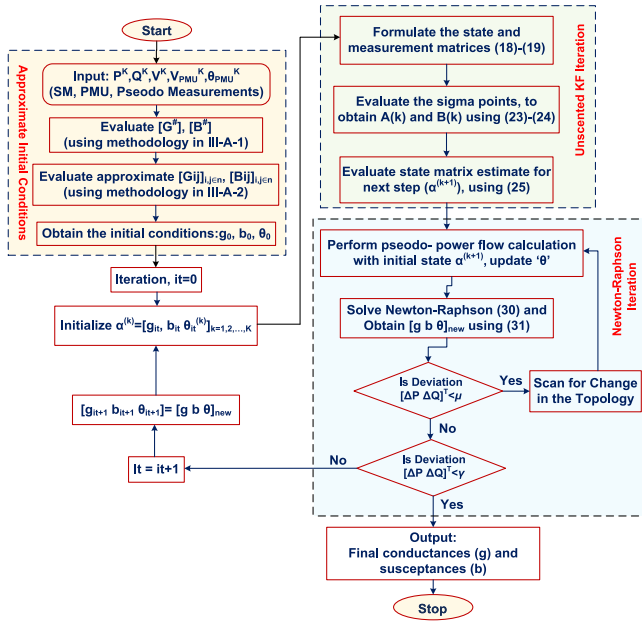 Start
Approximate Initial Conditions
Input: P^K,Q^K,V^K,V_PMU^K,θ_PMU^K
(SM, PMU, Pseodo Measurements)
Evaluate [G^#], [B^#]
(using methodology in III-A-1)
Evaluate approximate [Gij]_i,j∈n, [Bij]_i,j∈n
(using methodology in III-A-2)
Obtain the initial conditions:g₀, b₀, θ₀
Iteration, it=0
Initialize α^(k)=[g_it, b_it θ_it^(k)]_k=1,2,...,K
[g_it+1 b_it+1 θ_it+1]= [g b θ]_new
It = it+1
Unscented KF Iteration
Formulate the state and
measurement matrices (18)-(19)
Evaluate the sigma points, to
obtain A(k) and B(k) using (23)-(24)
Evaluate state matrix estimate for
next step (α^(k+1)), using (25)
Newton-Raphson
Iteration
Perform pseudo- power flow calculation
with initial state α^(k+1), update ‘θ’
Solve Newton-Raphson (30) and
Obtain [g b θ]_new using (31)
Is Deviation
[ΔP ΔQ]^T<μ
Yes
Scan for Change
in the Topology
No
Is Deviation
[ΔP ΔQ]^T<γ
No
Yes
Output:
Final conductances (g) and
susceptances (b)
Stop